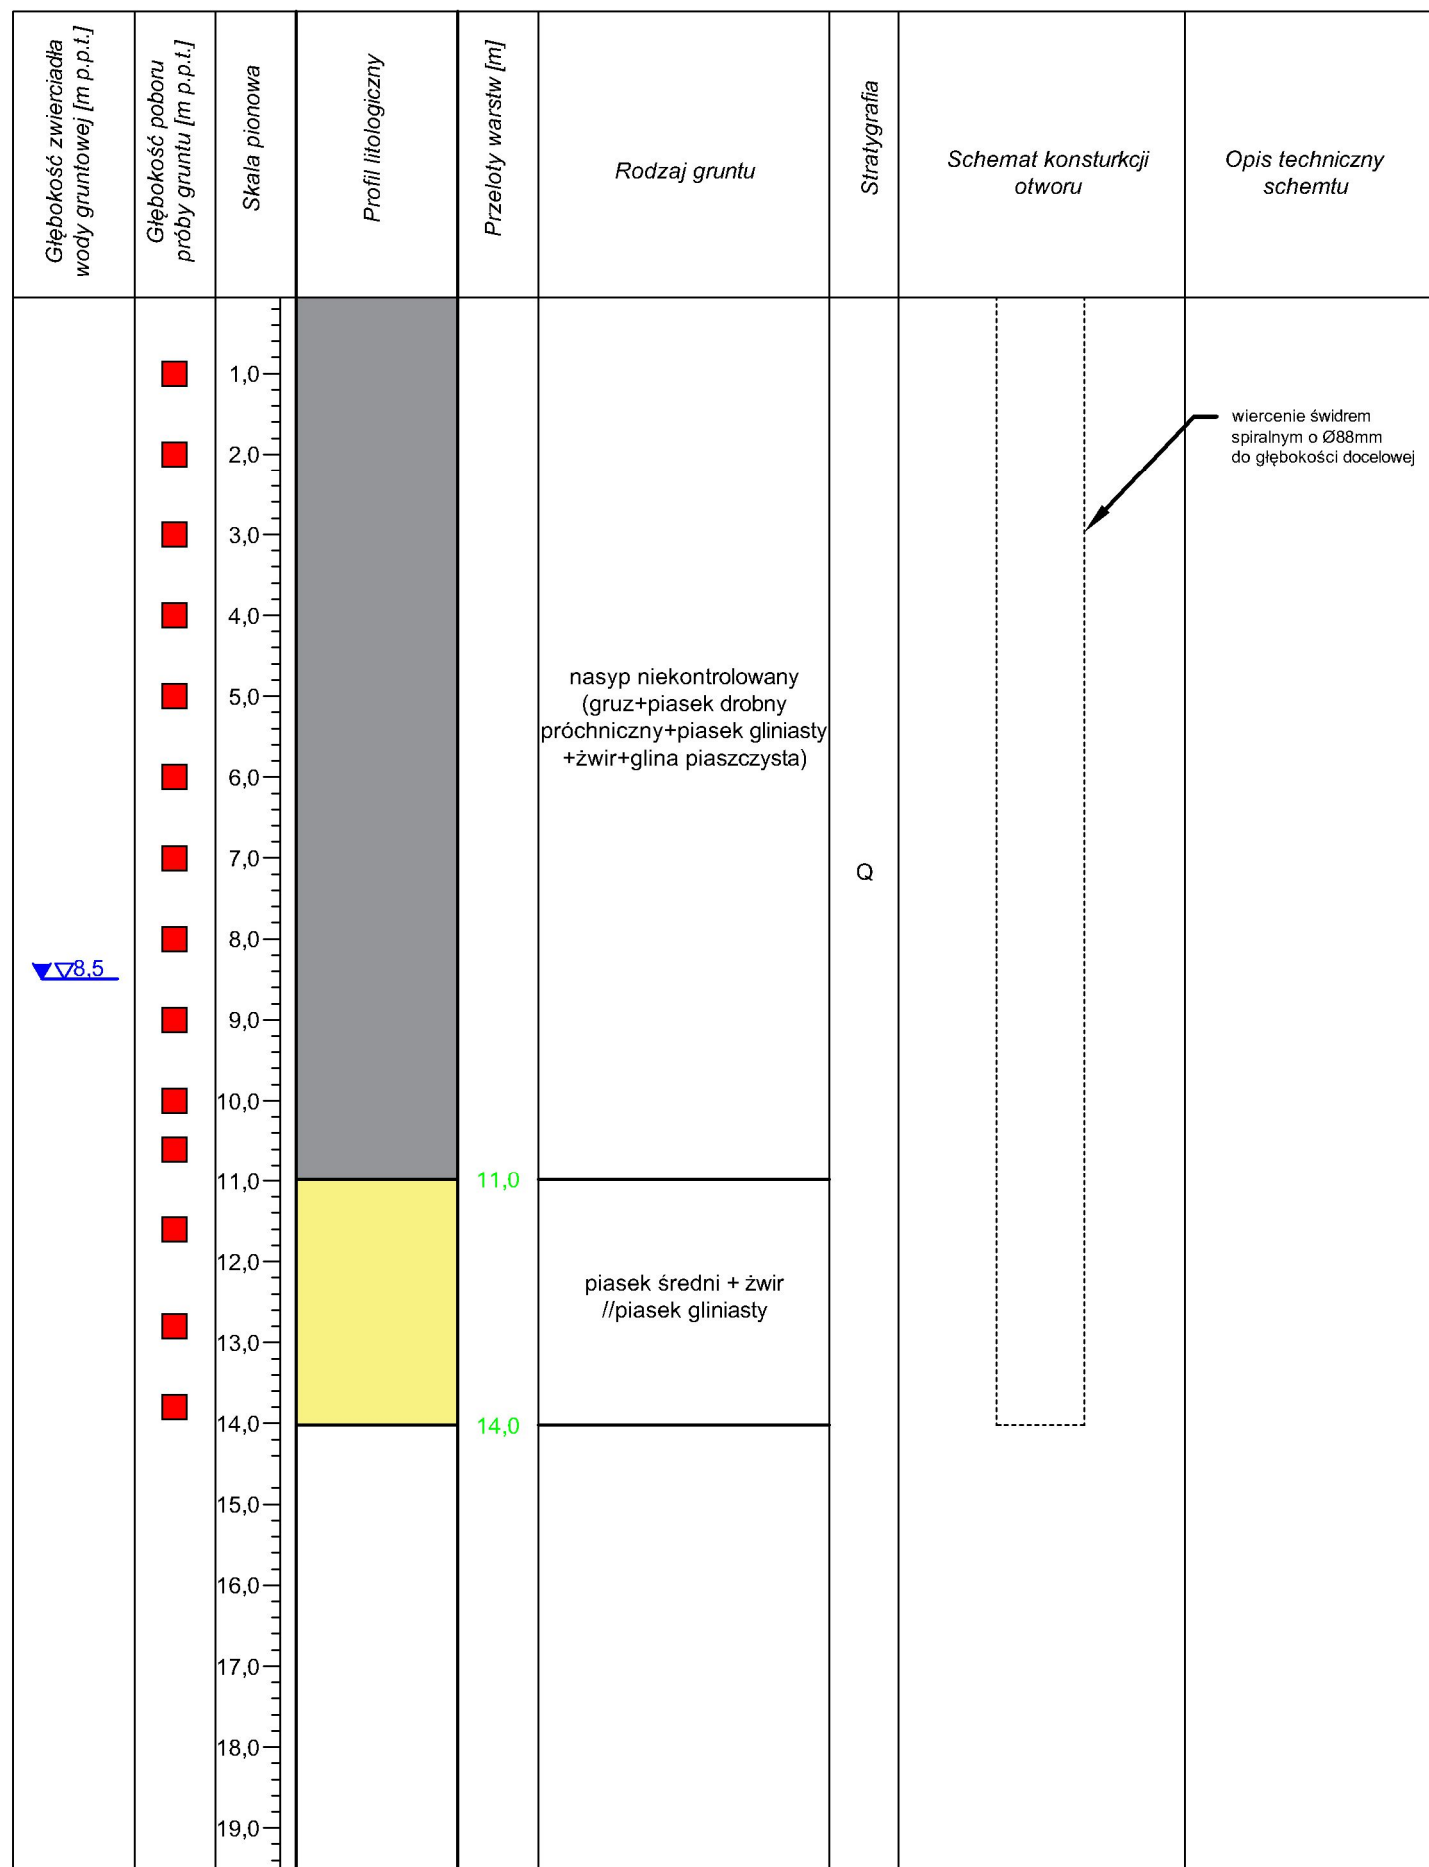 Głębokość zwierciadła
wody gruntowej [m p.p.t.]
Głębokość poboru
próby gruntu [m p.p.t.]
Skala pionowa
Profil litologiczny
Przeloty warstw [m]
Rodzaj gruntu
Stratygrafia
Schemat konsturkcji
otworu
Opis techniczny
schemtu
1,0
wiercenie świdrem
spiralnym o Ø88mm
do głębokości docelowej
2,0
3,0
4,0
5,0
nasyp niekontrolowany
(gruz+piasek drobny
próchniczny+piasek gliniasty
+żwir+glina piaszczysta)
6,0
7,0
Q
8,0
8,5
9,0
10,0
11,0
11,0
12,0
piasek średni + żwir
//piasek gliniasty
13,0
14,0
14,0
15,0
16,0
17,0
18,0
19,0